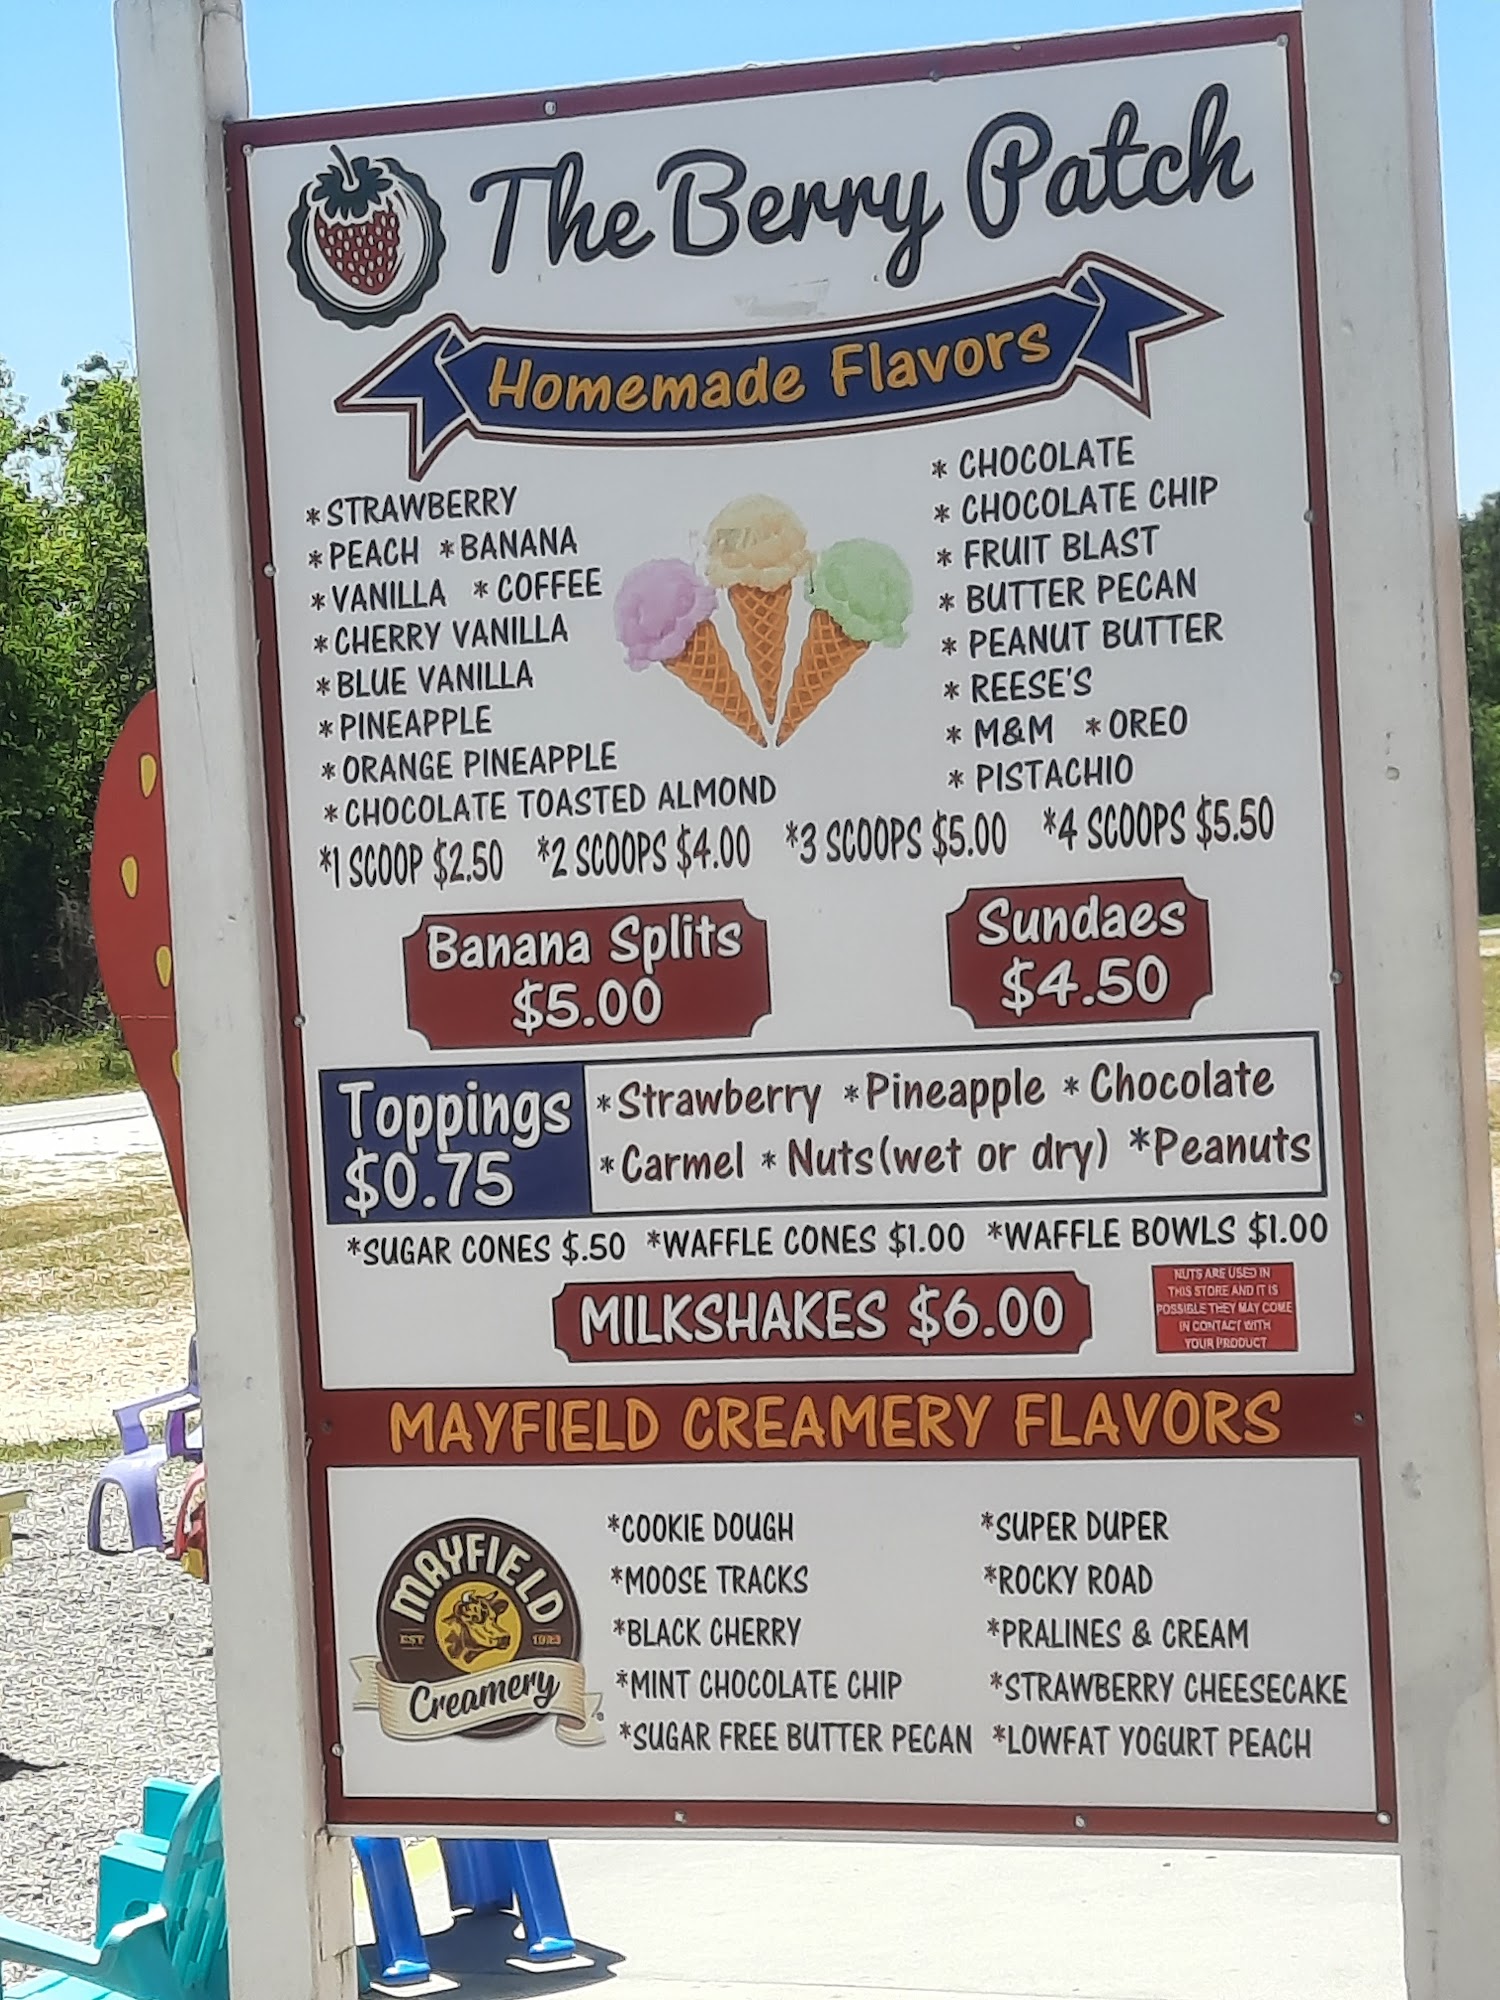 The Berry Patch
Homemade Flavors
*STRAWBERRY
*PEACH *BANANA
*VANILLA *COFFEE
*CHERRY VANILLA
*BLUE VANILLA
*PINEAPPLE
*ORANGE PINEAPPLE
*CHOCOLATE TOASTED ALMOND
* CHOCOLATE
* CHOCOLATE CHIP
* FRUIT BLAST
* BUTTER PECAN
* PEANUT BUTTER
* REESE'S
* M&M *OREO
* PISTACHIO
*1 SCOOP $2.50 *2 SCOOPS $4.00 *3 SCOOPS $5.00 *4 SCOOPS $5.50
Banana Splits
$5.00
Sundaes
$4.50
Toppings
$0.75
*Strawberry *Pineapple * Chocolate
*Carmel * Nuts(wet or dry) *Peanuts
*SUGAR CONES $.50 *WAFFLE CONES $1.00 *WAFFLE BOWLS $1.00
MILKSHAKES $6.00
NUTS ARE USED IN
THIS STORE AND IT IS
POSSIBLE THEY MAY COME
IN CONTACT WITH
YOUR PRODUCT
MAYFIELD CREAMERY FLAVORS
MAYFIELD
EST 1923
Creamery
*COOKIE DOUGH
*MOOSE TRACKS
*BLACK CHERRY
*MINT CHOCOLATE CHIP
*SUGAR FREE BUTTER PECAN
*SUPER DUPER
*ROCKY ROAD
*PRALINES & CREAM
*STRAWBERRY CHEESECAKE
*LOWFAT YOGURT PEACH